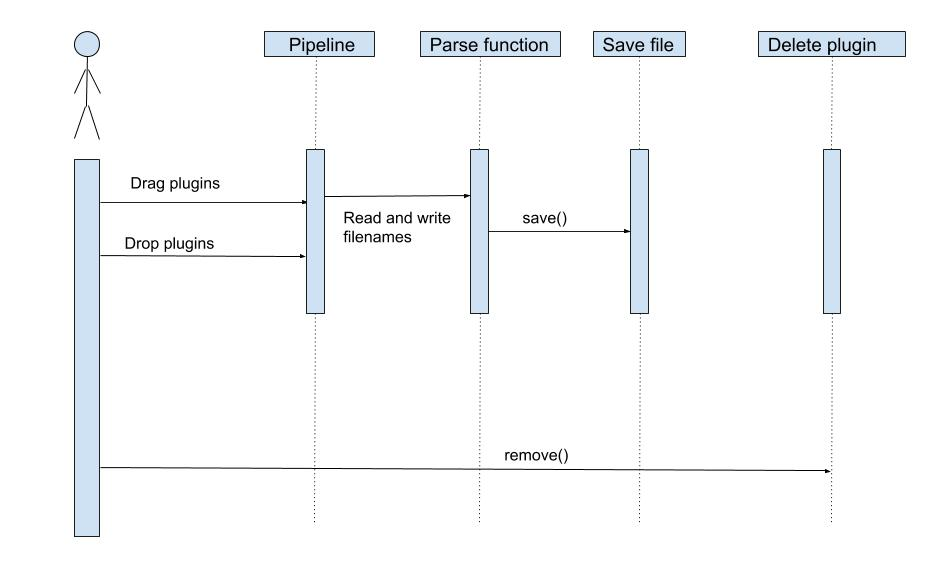 Pipeline
Parse function
Save file
Delete plugin
Drag plugins
Read and write
filenames
save()
Drop plugins
remove()